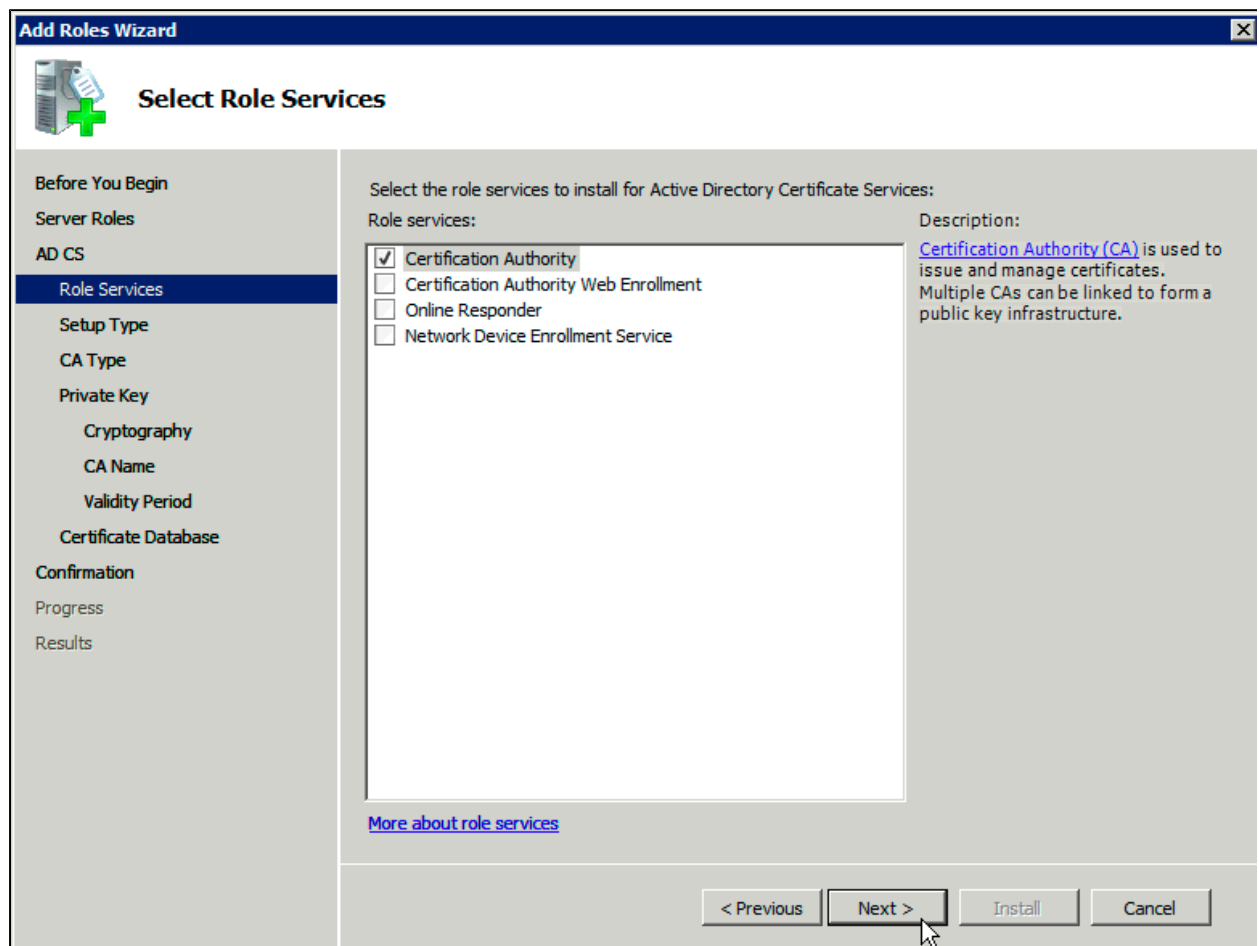 Add Roles Wizard
Select Role Services
Before You Begin
Server Roles
AD CS
Role Services
Setup Type
CA Type
Private Key
Cryptography
CA Name
Validity Period
Certificate Database
Confirmation
Progress
Results
Select the role services to install for Active Directory Certificate Services:
Role services:
Certification Authority
Certification Authority Web Enrollment
Online Responder
Network Device Enrollment Service
More about role services
Description:
Certification Authority (CA) is used to
issue and manage certificates.
Multiple CAs can be linked to form a
public key infrastructure.
< Previous
Next >
Install
Cancel